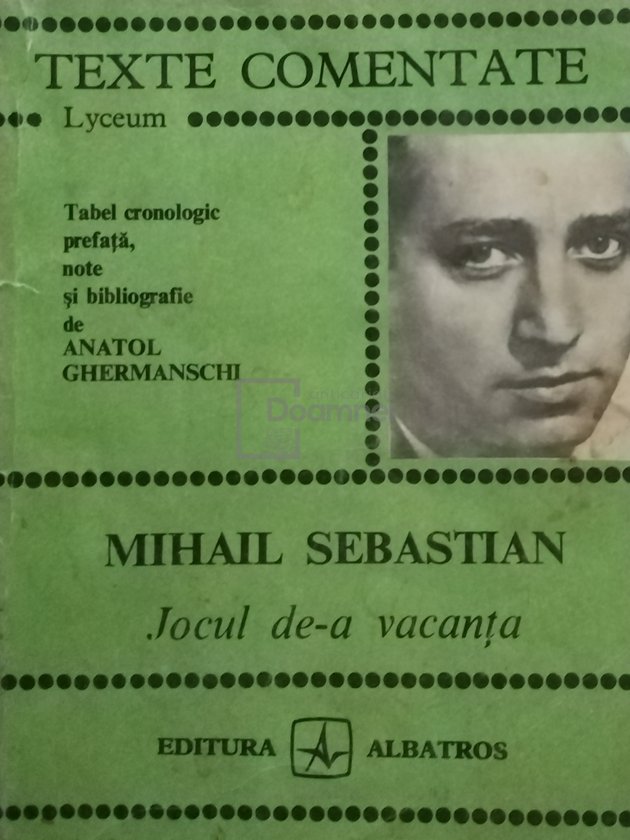 TEXTE COMENTATE
Lyceum
Tabel cronologic
prefață,
note
și bibliografie
de
ANATOL
GHERMANSCHI
MIHAIL SEBASTIAN
Jocul de-a vacanța
EDITURA ALBATROS